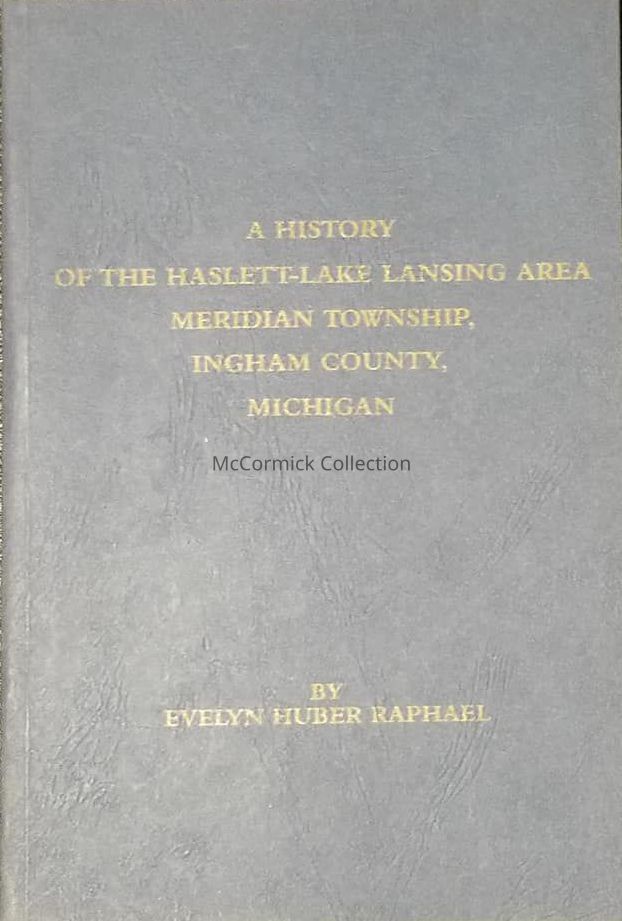 A HISTORY
OF THE HASLETT-LAKE LANSING AREA
MERIDIAN TOWNSHIP,
INGHAM COUNTY,
MICHIGAN
McCormick Collection
BY
EVELYN HUBER RAPHAEL